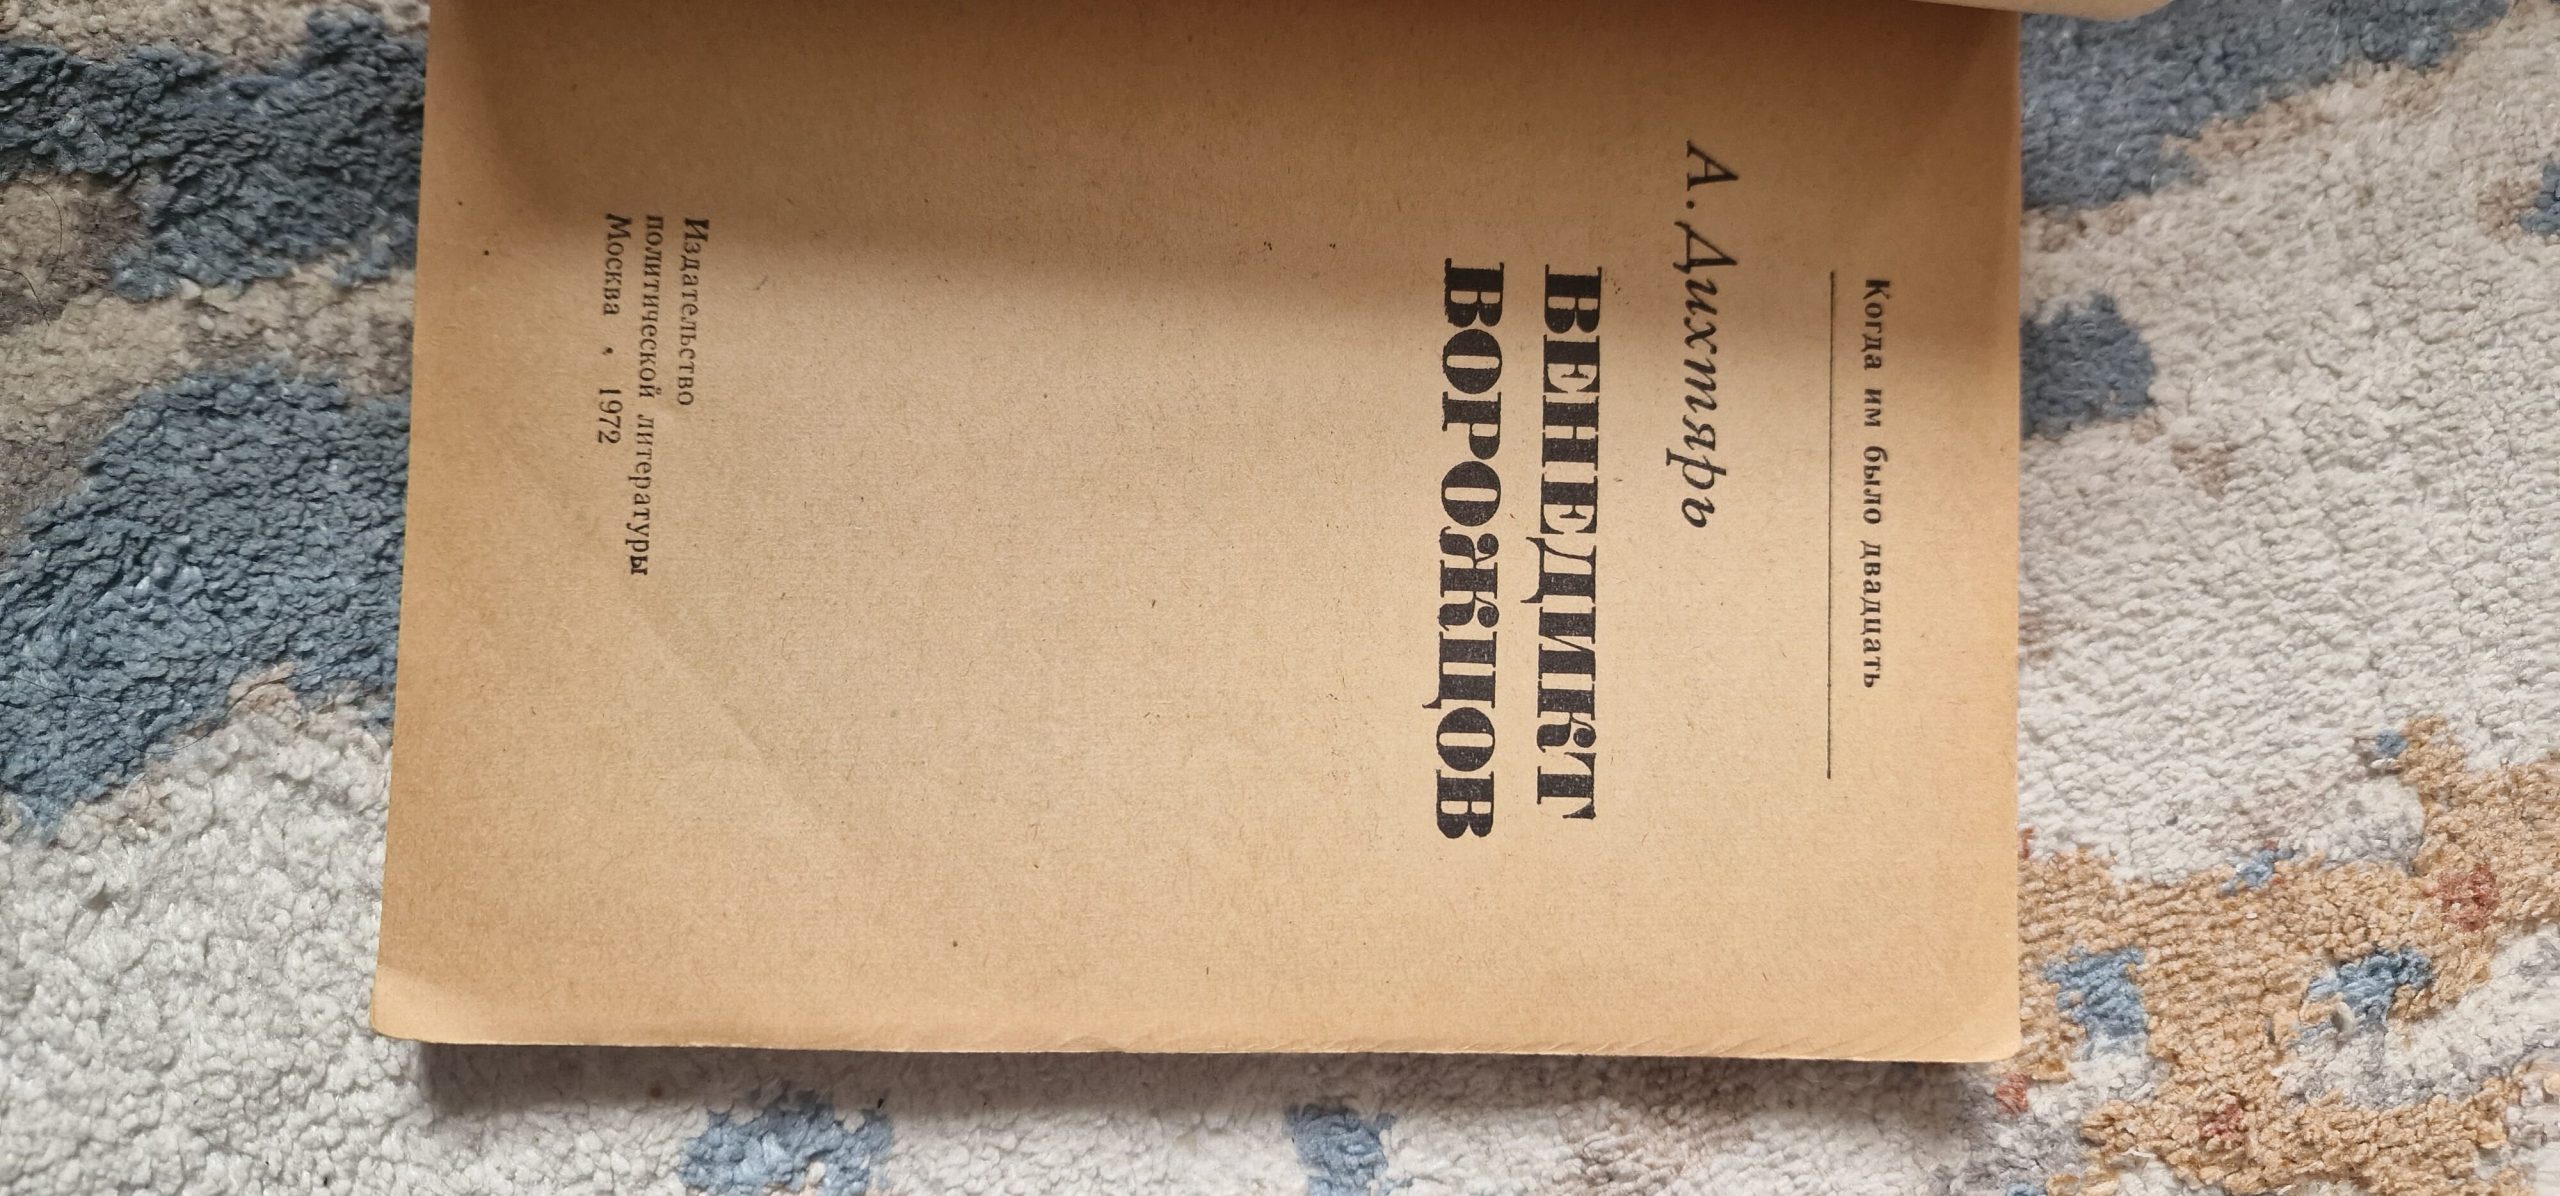 Когда им было двадцать
А. Дихтярь
ВЕНЕДИКТ
ВОРОЖЦОВ
Издательство
политической литературы
Москва • 1972